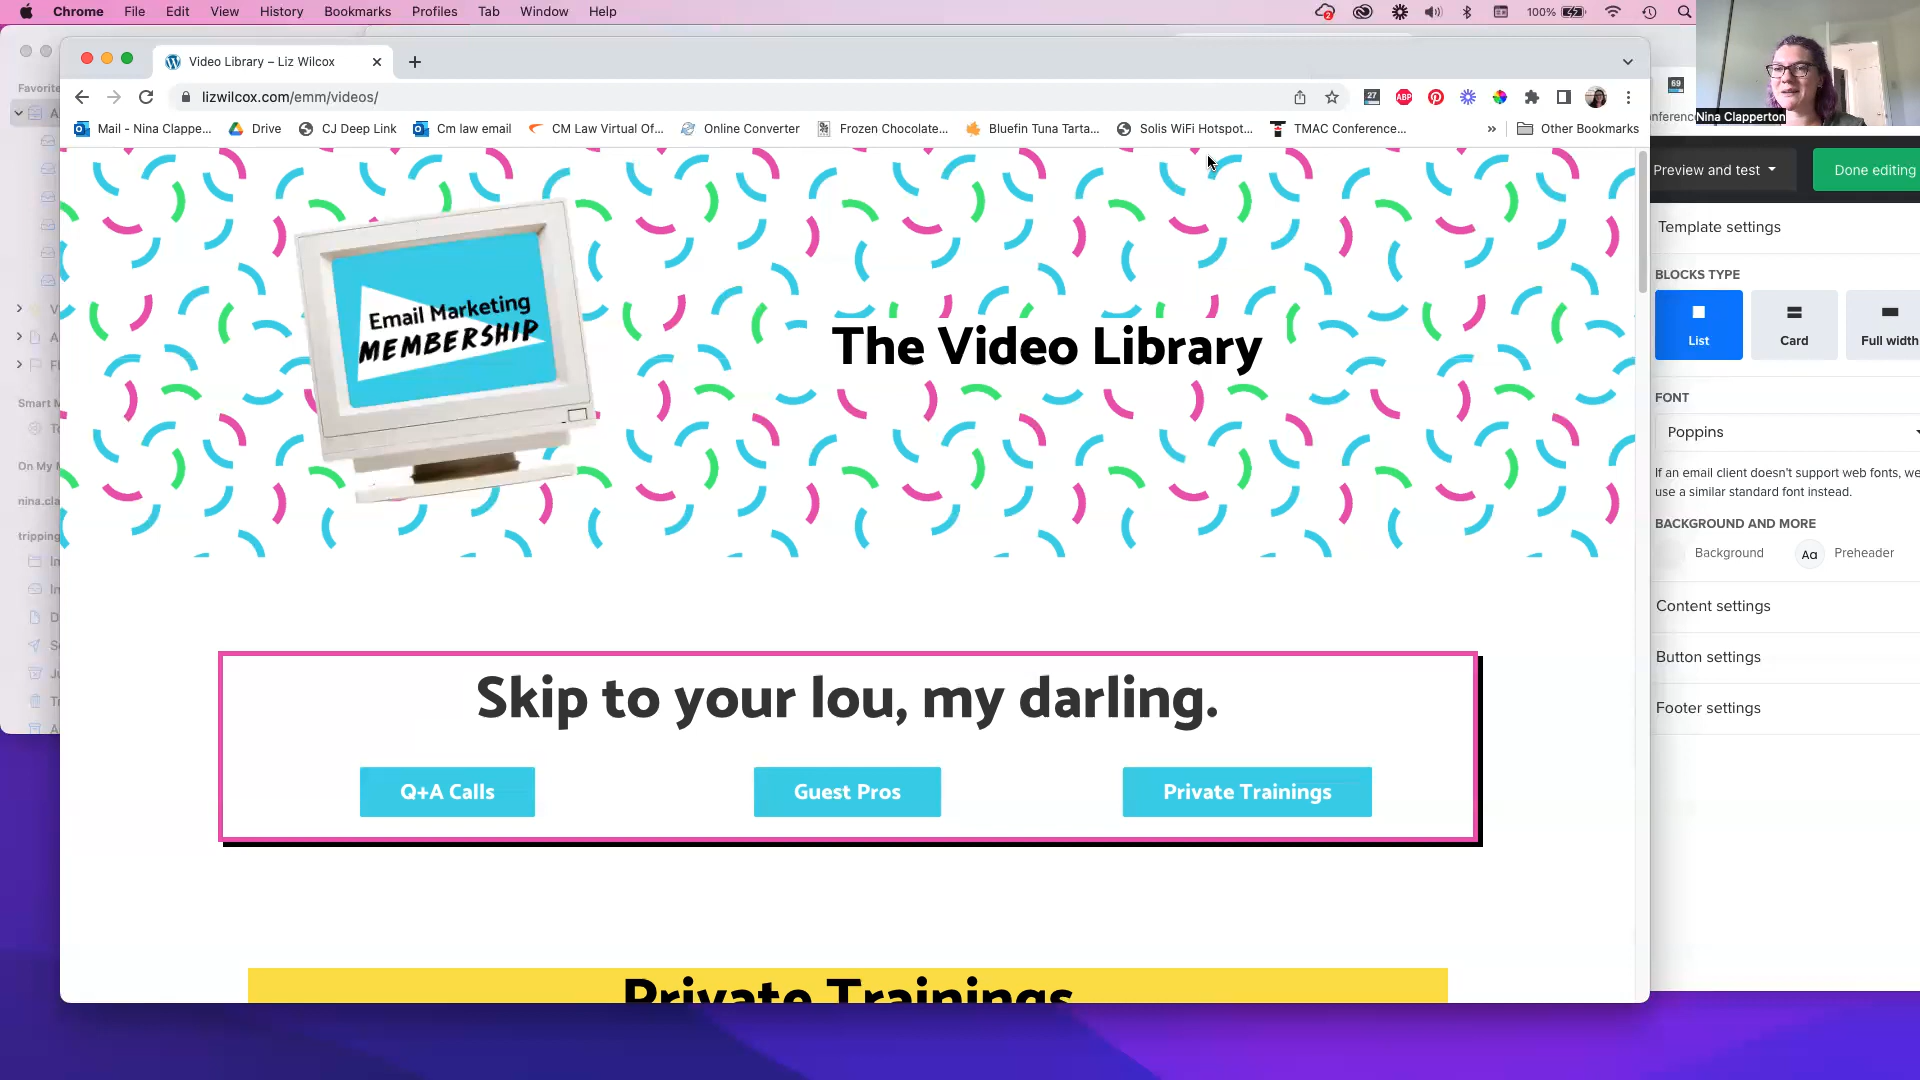 Chrome File Edit View History Bookmarks Profiles Tab Window Help 2 100%
Video Library – Liz Wilcox
lizwilcox.com/emm/videos/ 27 ABP
Mail - Nina Clappe... Drive CJ Deep Link Cm law email CM Law Virtual Of... Online Converter Frozen Chocolate... Bluefin Tuna Tarta... Solis WiFi Hotspot... TMAC Conference... » Other Bookmarks
Email Marketing
MEMBERSHIP
The Video Library
Skip to your lou, my darling.
Q+A Calls Guest Pros Private Trainings
Private Trainings
Favorite
Smart M
On My M
nina.cla
tripping
69
Nina Clapperton
Preview and test Done editing
Template settings
BLOCKS TYPE
List Card Full width
FONT
Poppins
If an email client doesn't support web fonts, we
use a similar standard font instead.
BACKGROUND AND MORE
Background Aa Preheader
Content settings
Button settings
Footer settings